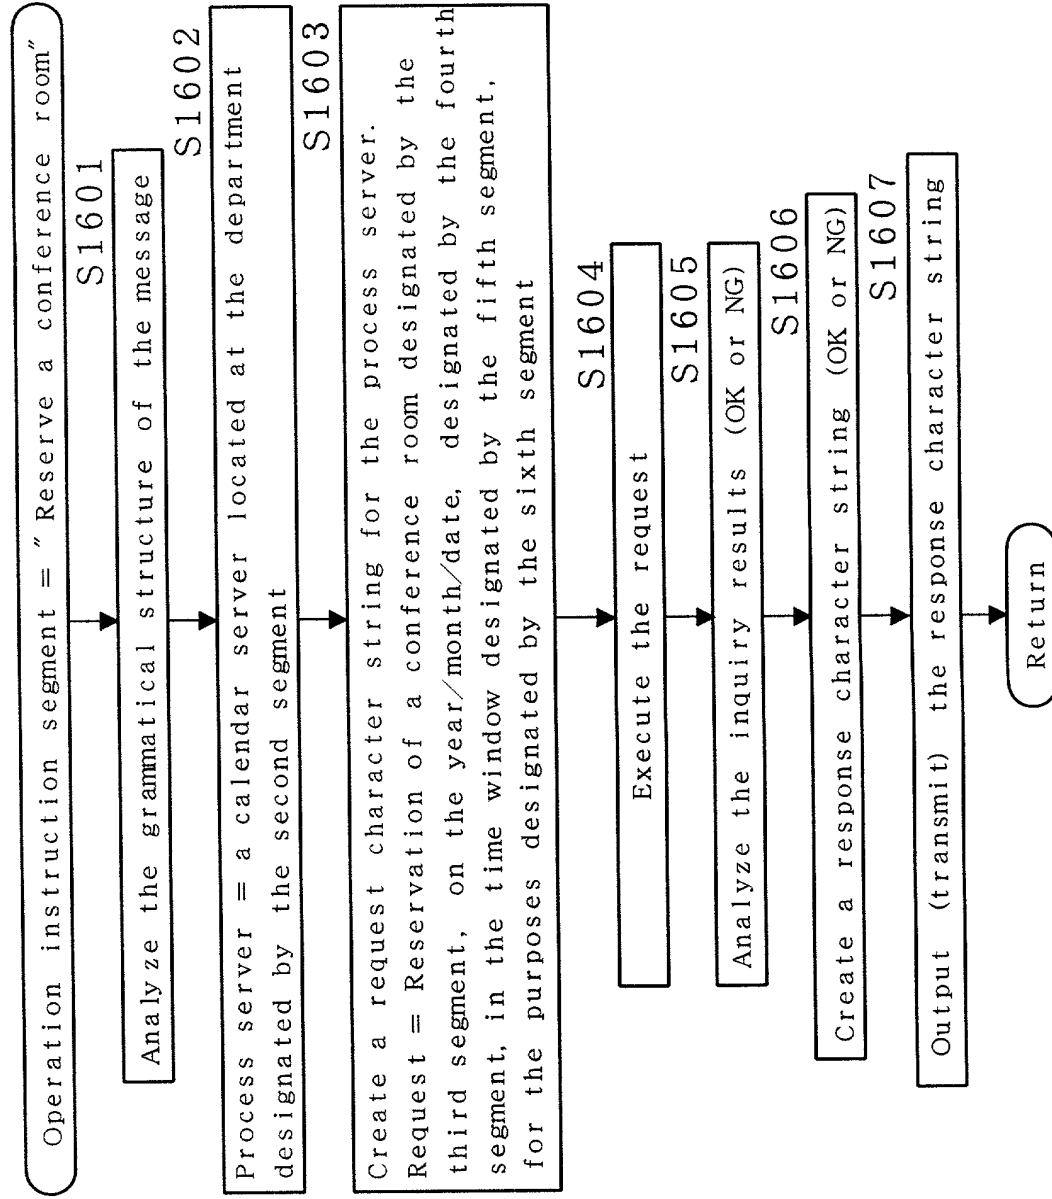 Operation instruction segment = "Reserve a conference room"
S1601
Analyze the grammatical structure of the message
S1602
Process server = a calendar server located at the department
designated by the second segment
S1603
Create a request character string for the process server.
Request = Reservation of a conference room designated by the
third segment, on the year/month/date, designated by the fourth
segment, in the time window designated by the fifth segment,
for the purposes designated by the sixth segment
S1604
Execute the request
S1605
Analyze the inquiry results (OK or NG)
S1606
Create a response character string (OK or NG)
S1607
Output (transmit) the response character string
Return